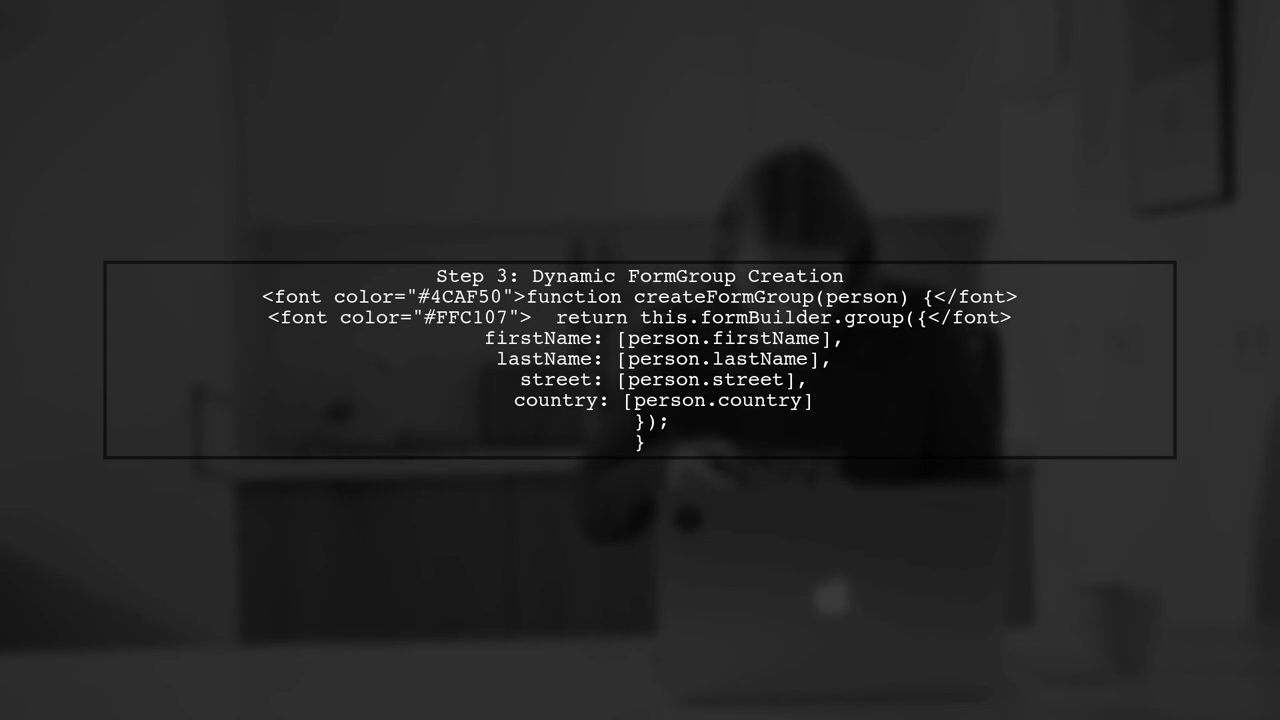 Step 3: Dynamic FormGroup Creation
<font color="#4CAF50">function createFormGroup(person) {</font>
<font color="#FFC107">  return this.formBuilder.group({</font>
firstName: [person.firstName],
lastName: [person.lastName],
street: [person.street],
country: [person.country]
});
}